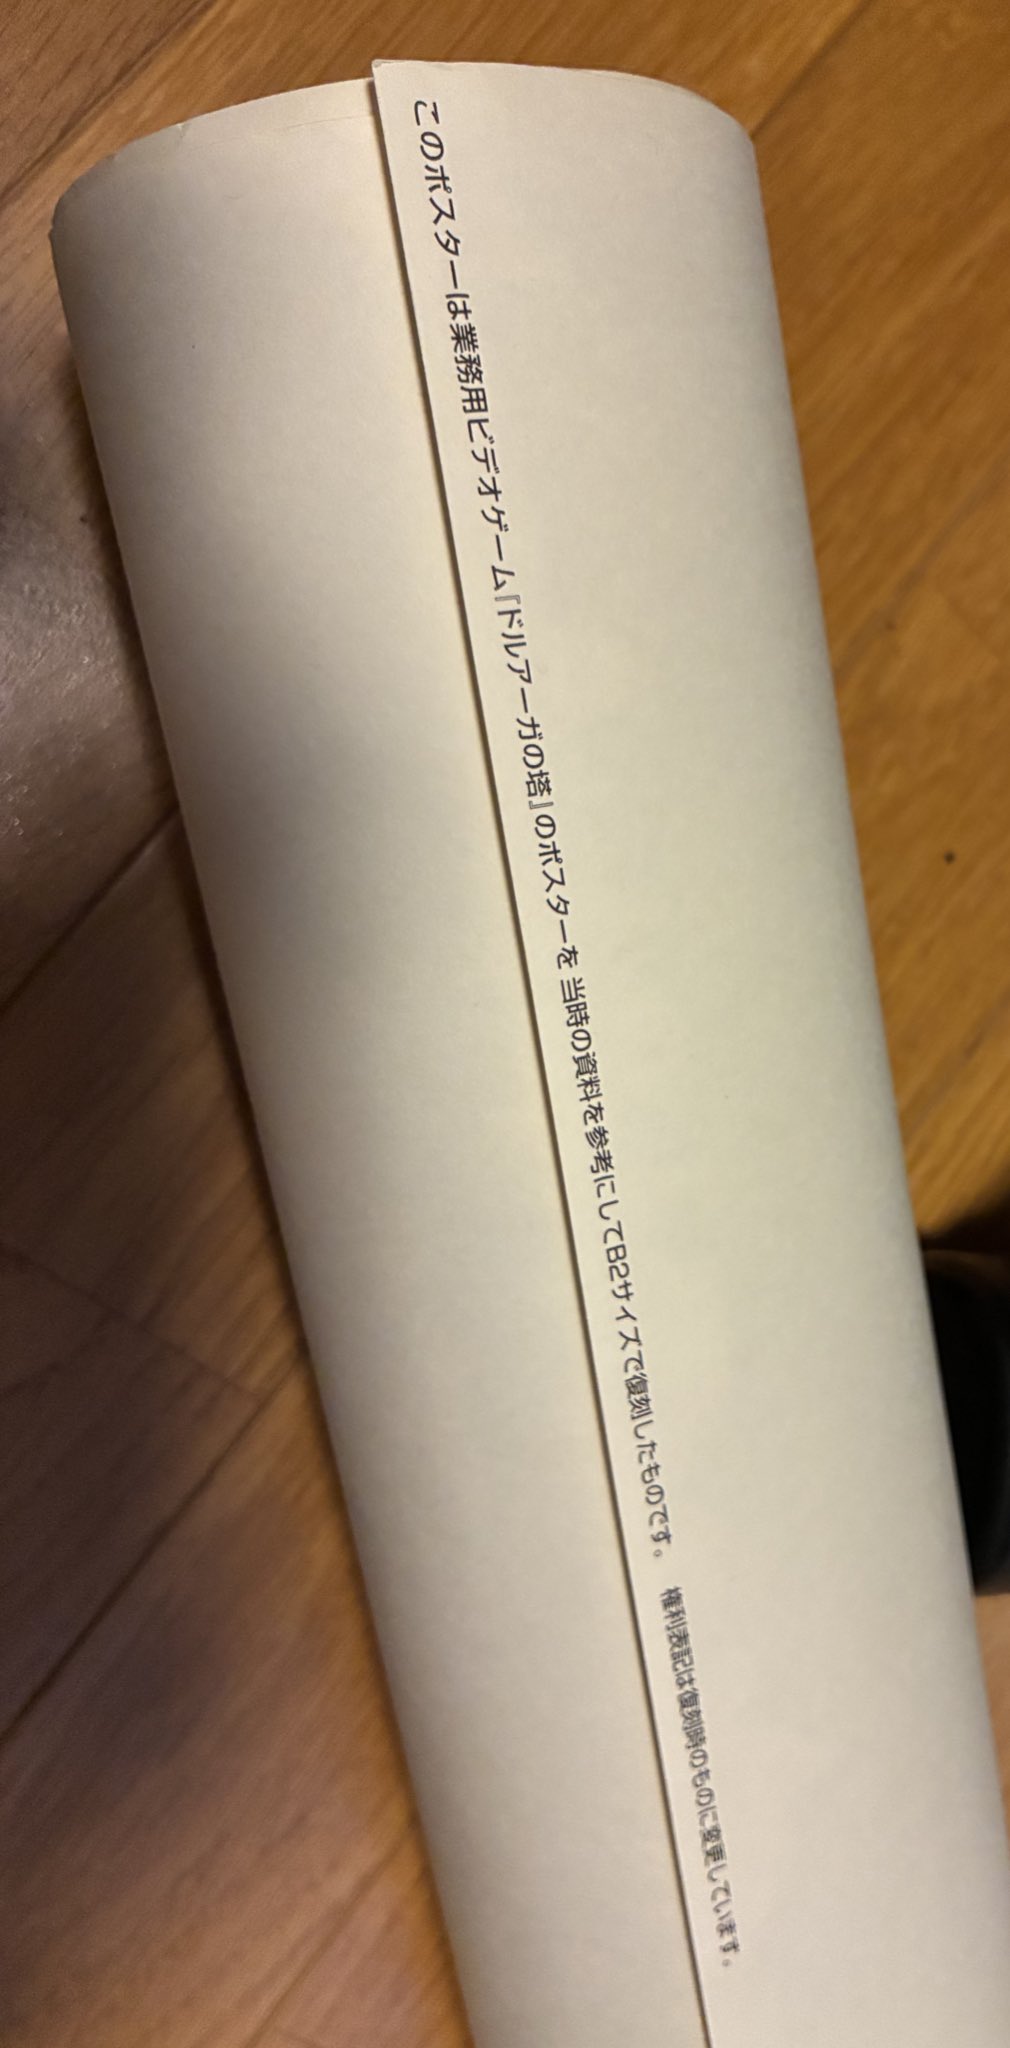 このポスターは業務用ビデオゲーム『ドルアーガの塔』のポスターを 当時の資料を参考にしてB2サイズで復刻したものです。 権利表記は復刻時のものに変更しています。